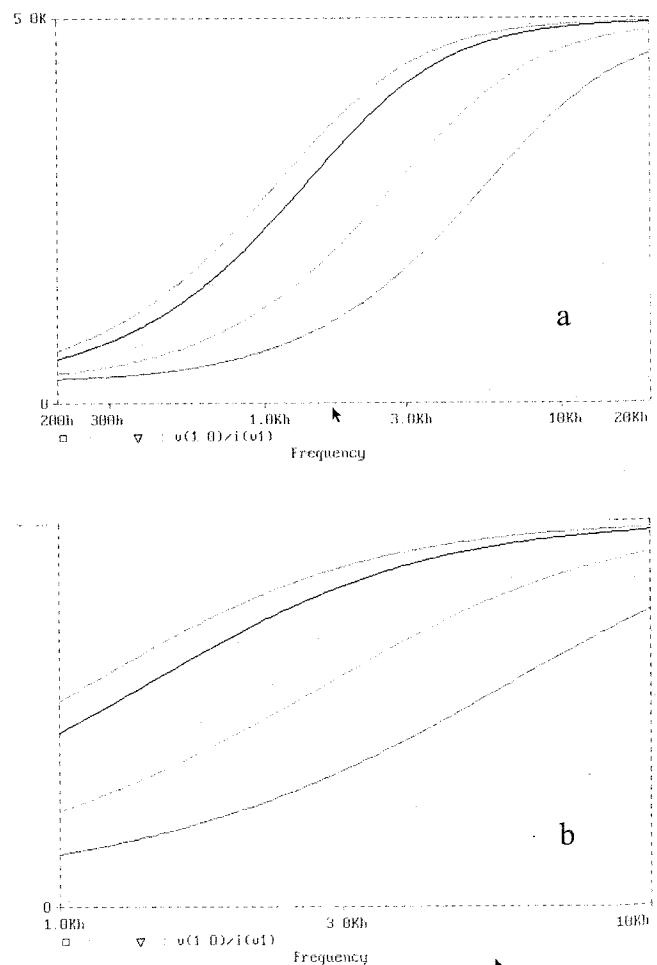 5.0K
a
0
200h 300h 1.0Kh 3.0Kh 10Kh 20Kh
□ ▽ : v(1 0)/i(v1)
Frequency
b
0
1.0Kh 3.0Kh 10Kh
□ ▽ : v(1 0)/i(v1)
Frequency